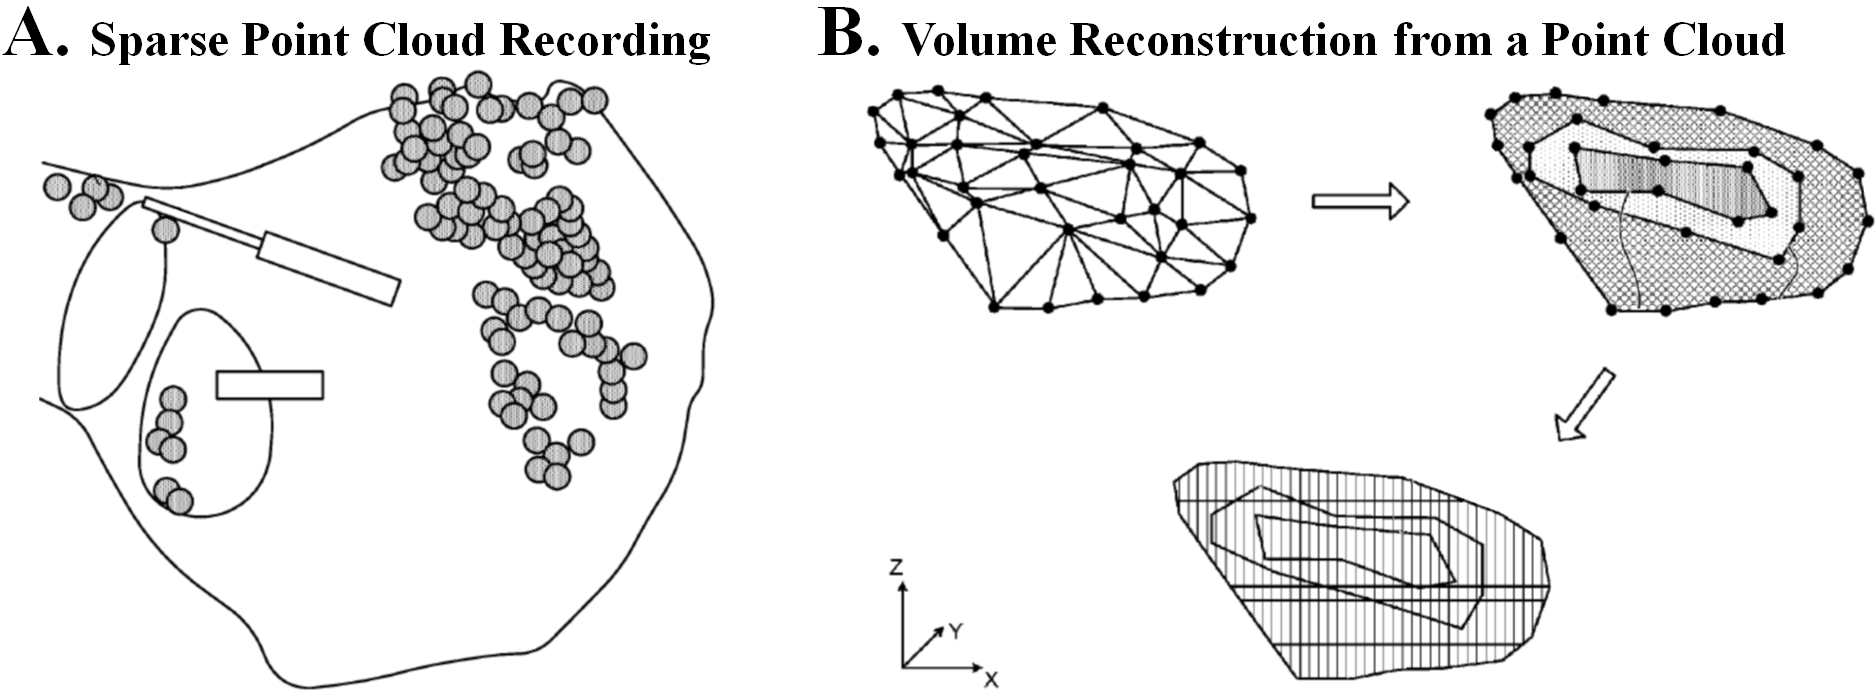 A. Sparse Point Cloud Recording
B. Volume Reconstruction from a Point Cloud
Z
Y
X